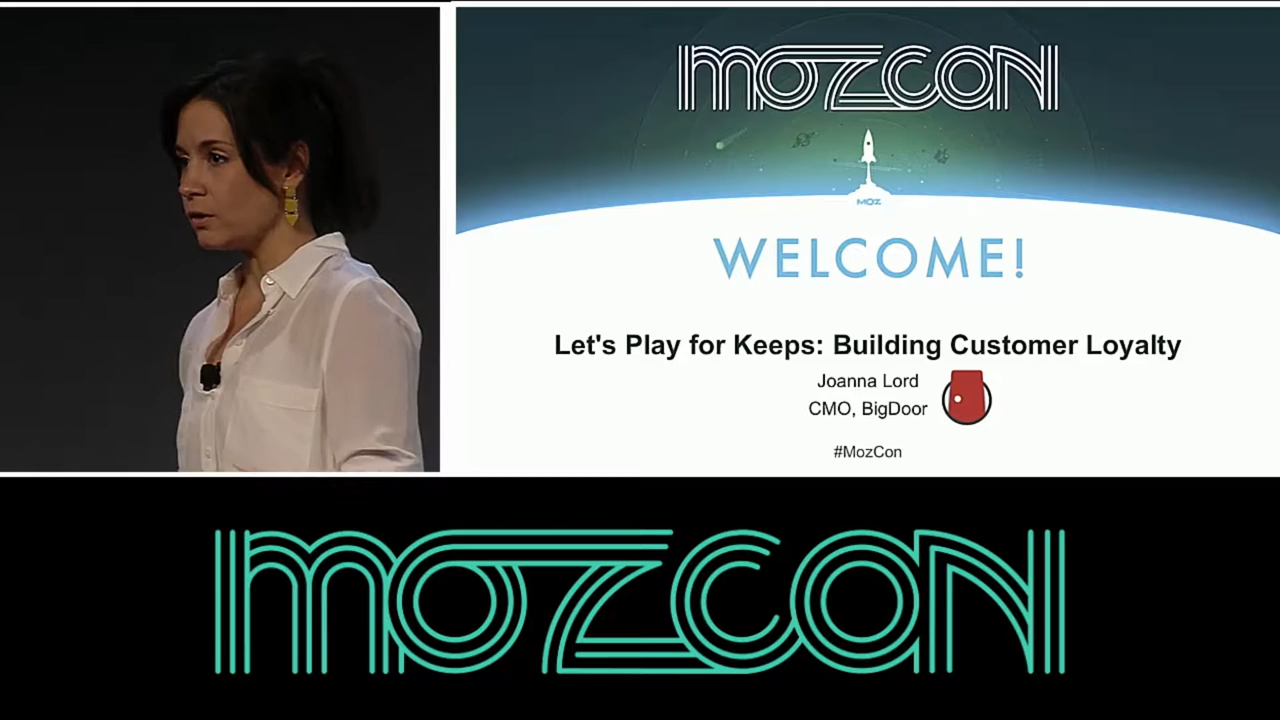 MOZCON
MOZ
WELCOME!
Let's Play for Keeps: Building Customer Loyalty
Joanna Lord
CMO, BigDoor
#MozCon
MOZCON